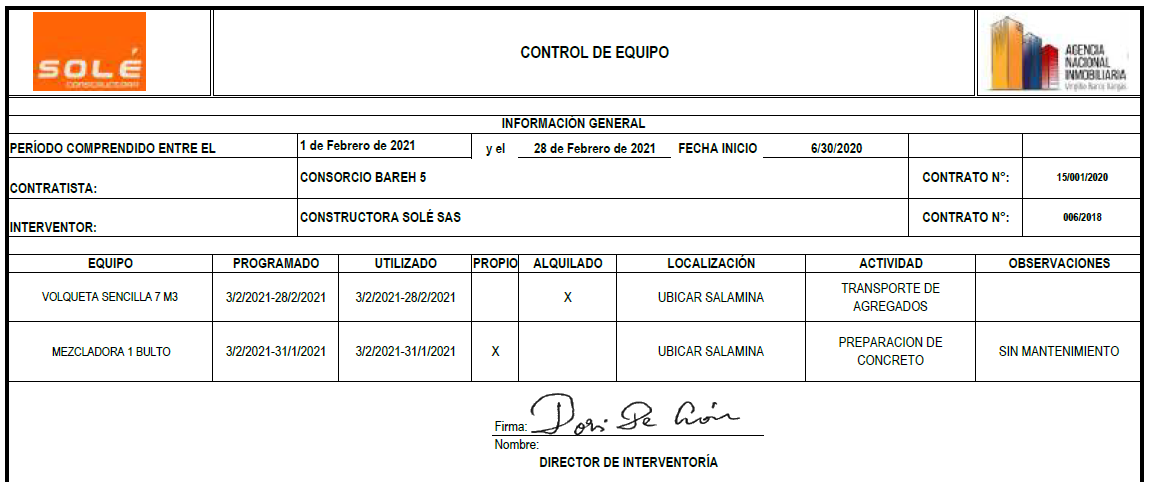 SOLÉ
CONSTRUCTORA
CONTROL DE EQUIPO
AGENCIA
NACIONAL
INMOBILIARIA
Virgilio Barco Vargas
INFORMACIÓN GENERAL
PERÍODO COMPRENDIDO ENTRE EL 1 de Febrero de 2021 y el 28 de Febrero de 2021 FECHA INICIO 6/30/2020
CONTRATISTA: CONSORCIO BAREH 5 CONTRATO N°: 15/001/2020
INTERVENTOR: CONSTRUCTORA SOLÉ SAS CONTRATO N°: 006/2018
EQUIPO PROGRAMADO UTILIZADO PROPIO ALQUILADO LOCALIZACIÓN ACTIVIDAD OBSERVACIONES
VOLQUETA SENCILLA 7 M3 3/2/2021-28/2/2021 3/2/2021-28/2/2021 X UBICAR SALAMINA TRANSPORTE DE
AGREGADOS
MEZCLADORA 1 BULTO 3/2/2021-31/1/2021 3/2/2021-31/1/2021 X UBICAR SALAMINA PREPARACION DE
CONCRETO SIN MANTENIMIENTO
Firma:
Nombre:
DIRECTOR DE INTERVENTORÍA